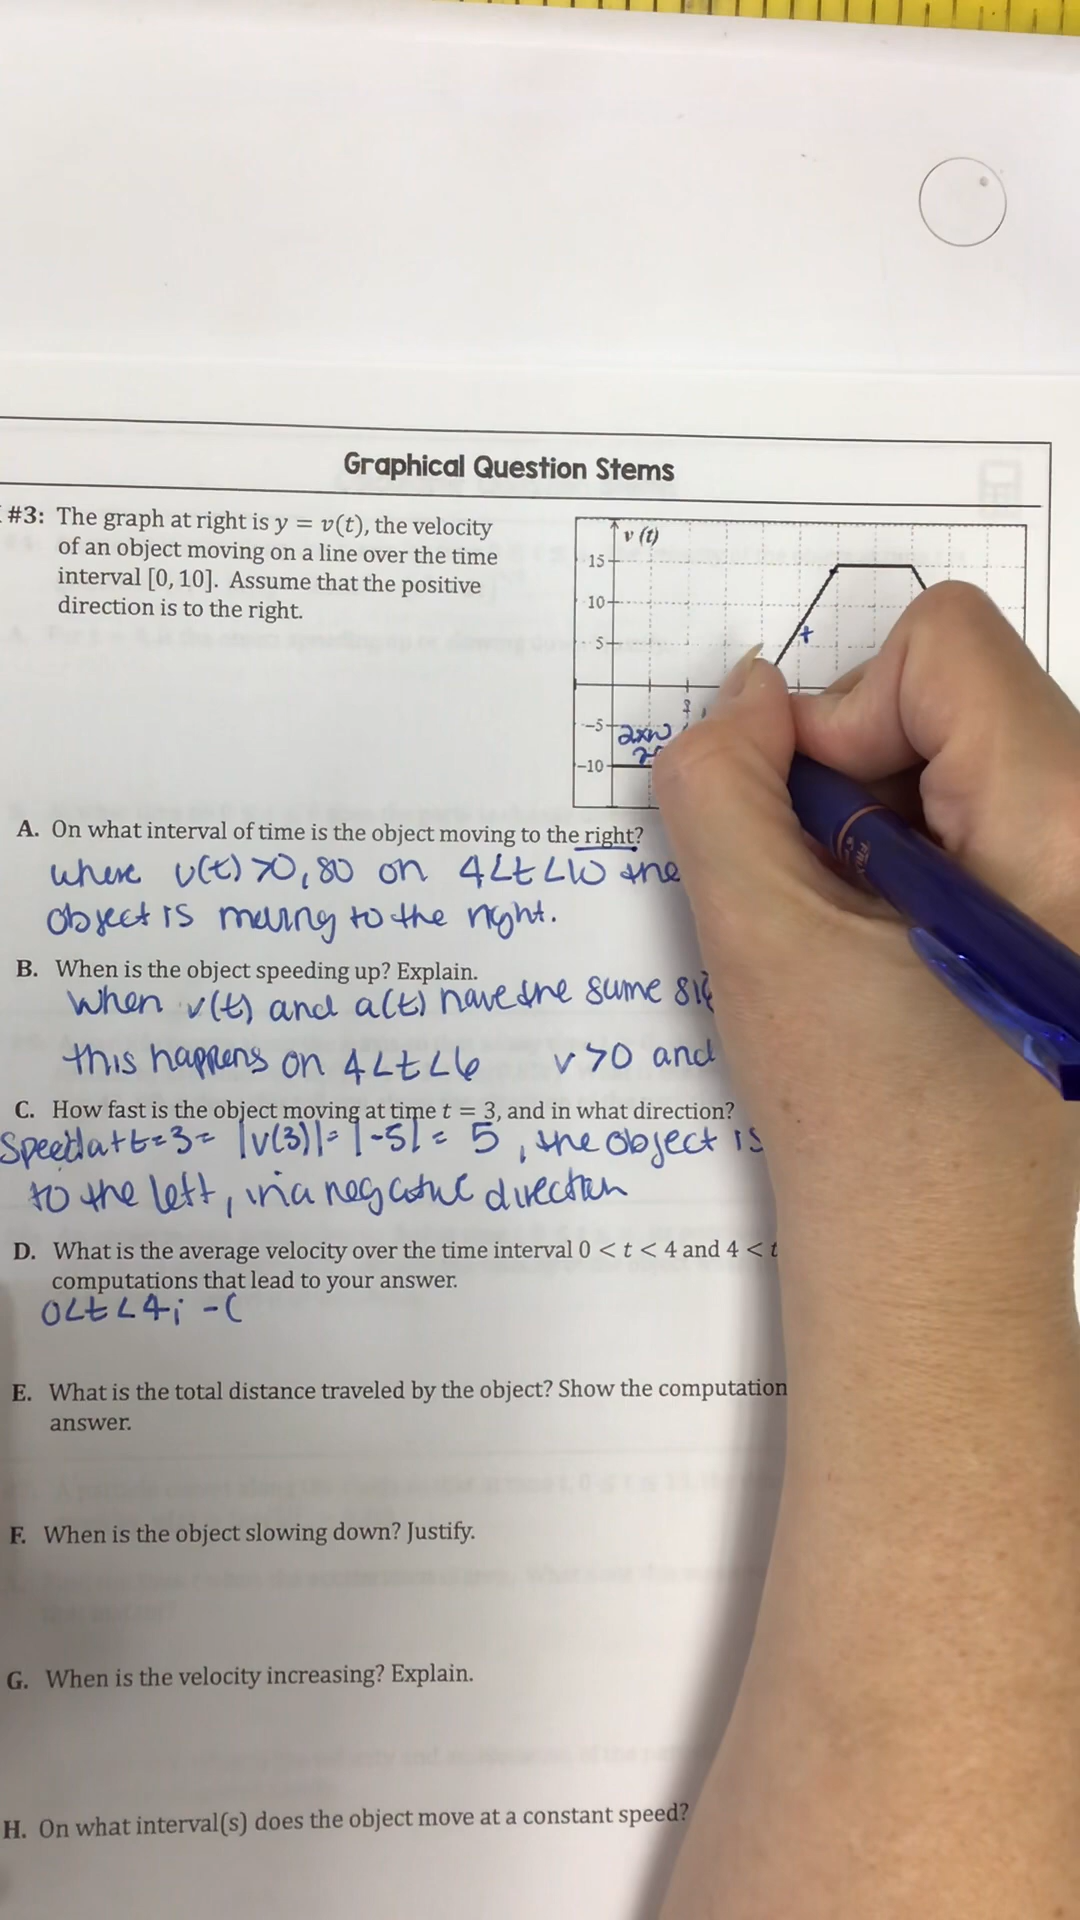 Graphical Question Stems
#3: The graph at right is y = v(t), the velocity
of an object moving on a line over the time
interval [0, 10]. Assume that the positive
direction is to the right.
v (t)
15
10
5
-5
-10
+
2x10
A. On what interval of time is the object moving to the right?
where v(t) >0, so on 4<t<10 the
object is moving to the right.
B. When is the object speeding up? Explain.
When v(t) and a(t) have the same
this happens on 4<t<6 v>0 and
C. How fast is the object moving at time t = 3, and in what direction?
Speed at t=3 = |v(3)| = |-5| = 5, the object is
to the left, in a negative direction
D. What is the average velocity over the time interval 0 < t < 4 and 4 < t
computations that lead to your answer.
0<t<4; -(
E. What is the total distance traveled by the object? Show the computation
answer.
F. When is the object slowing down? Justify.
G. When is the velocity increasing? Explain.
H. On what interval(s) does the object move at a constant speed?